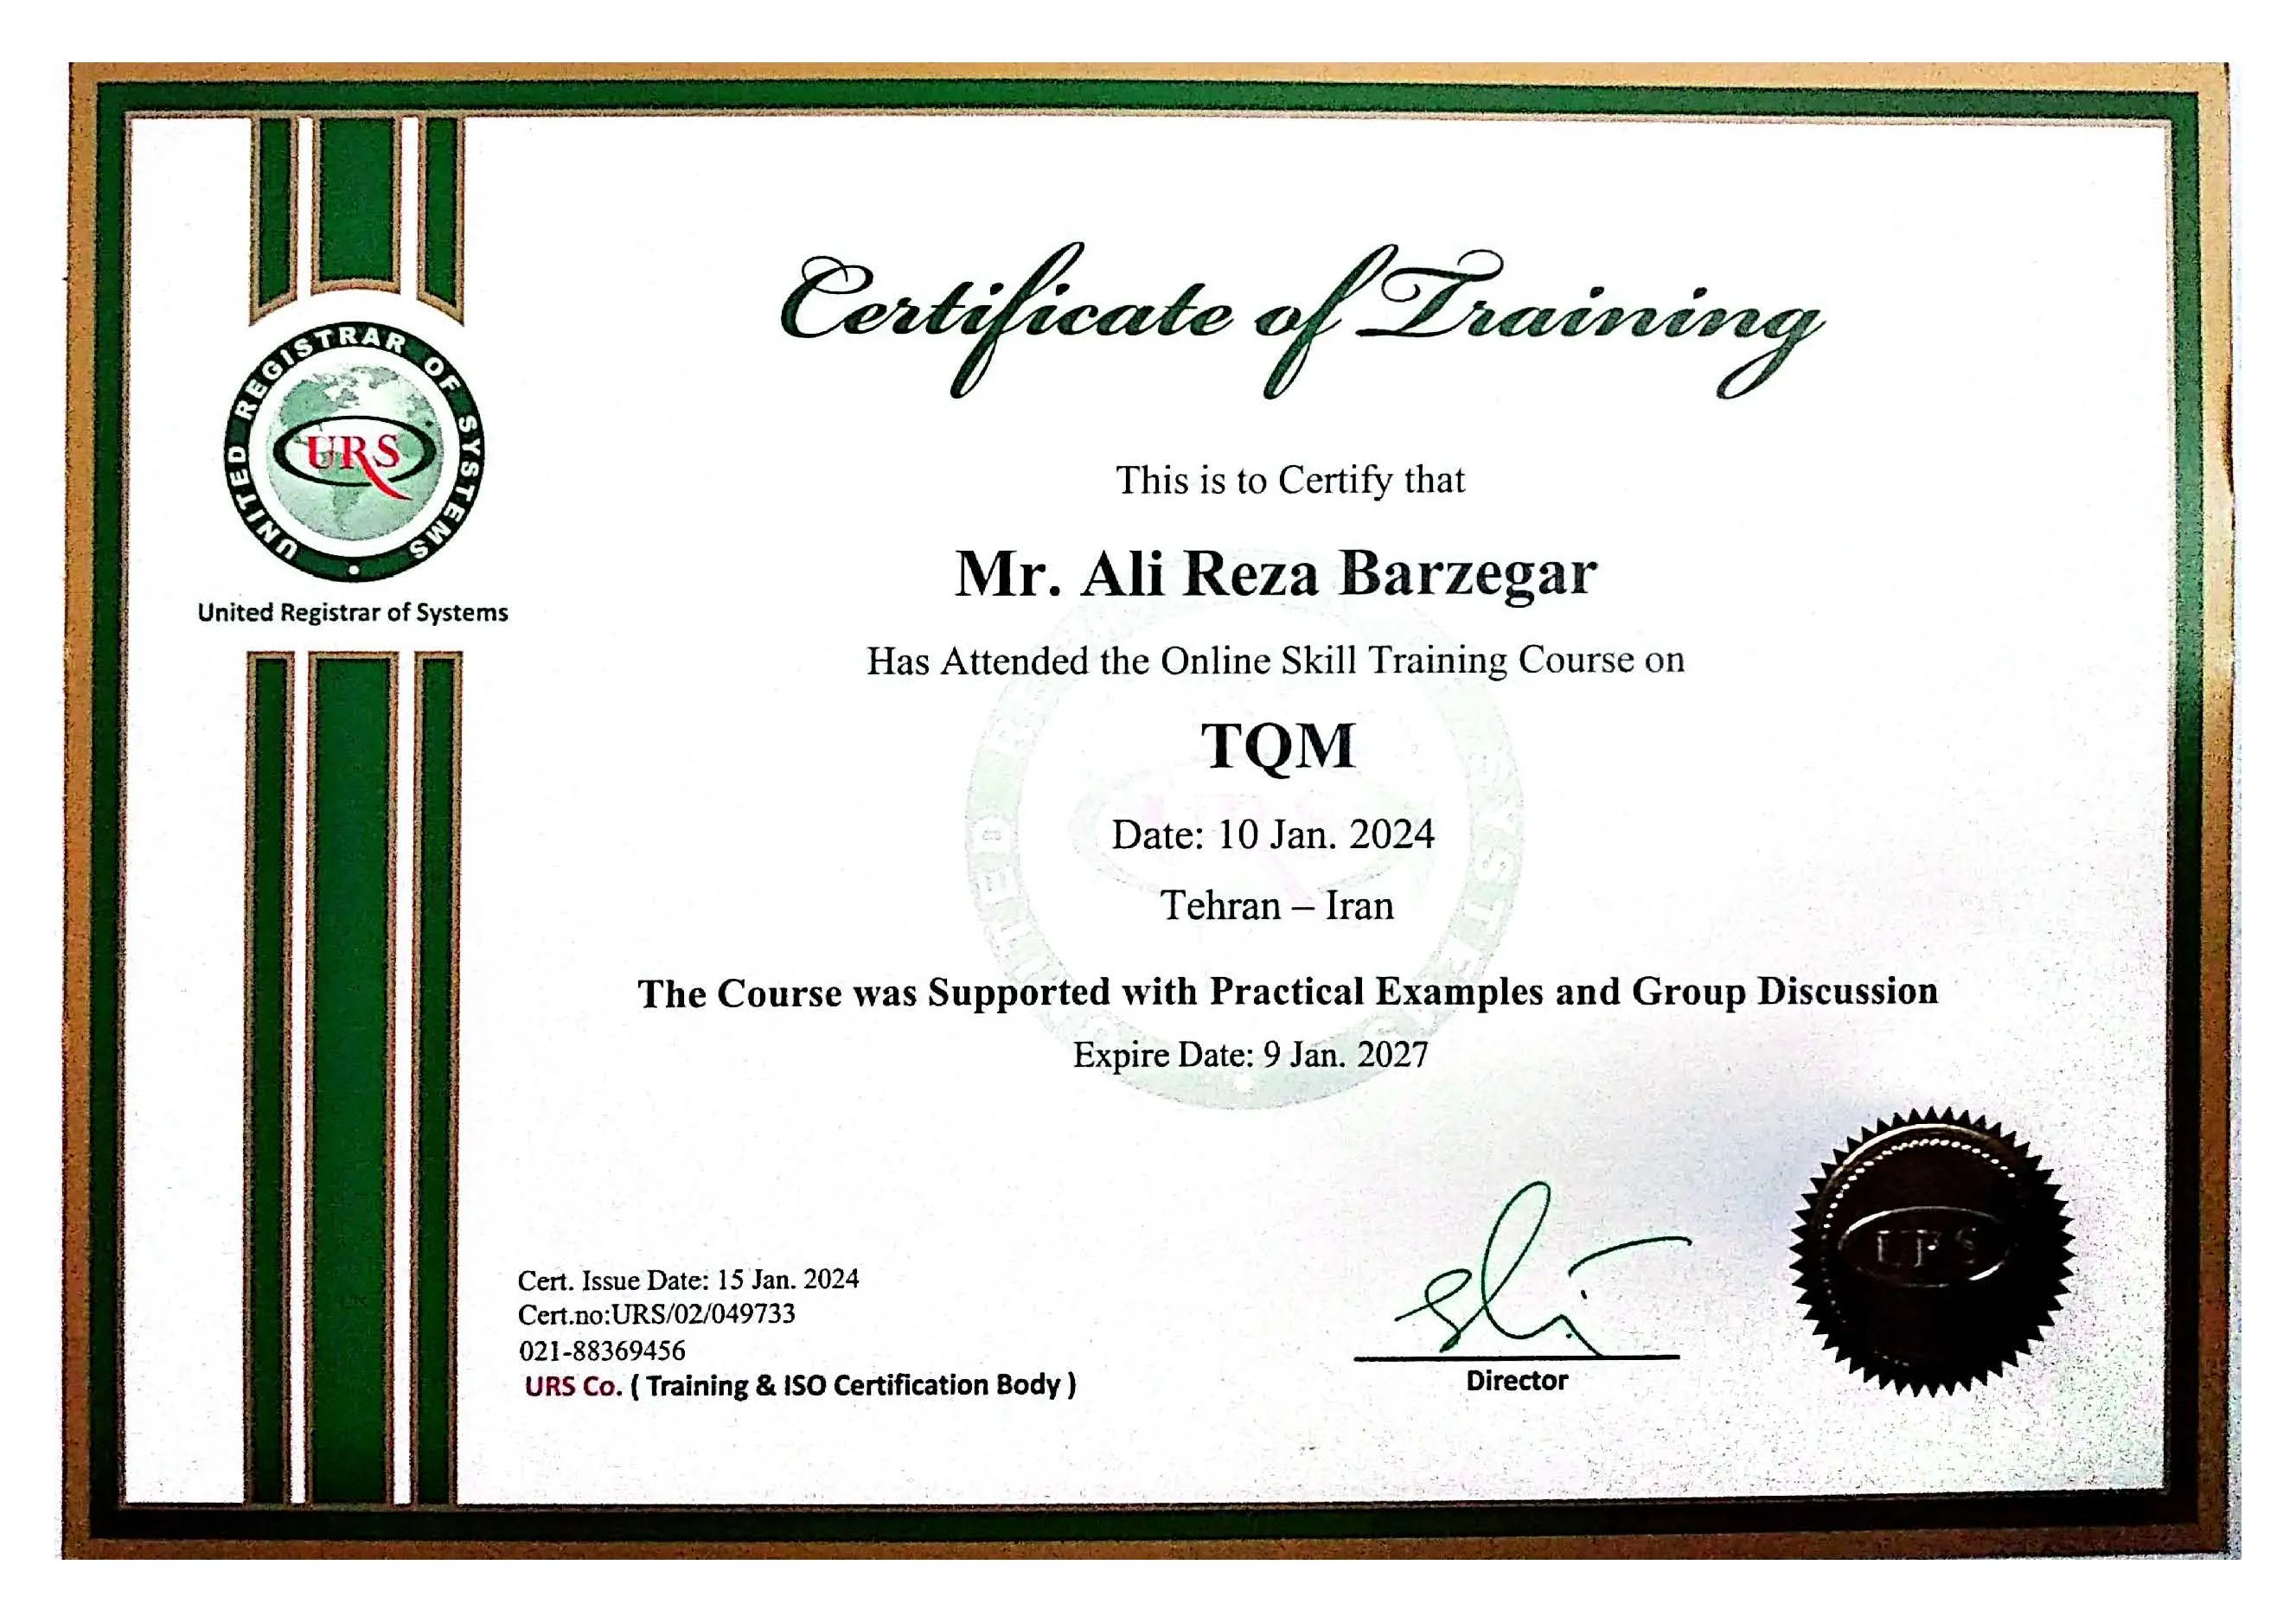 Certificate of Training
UNITED REGISTRAR OF SYSTEMS
URS
United Registrar of Systems
This is to Certify that
Mr. Ali Reza Barzegar
Has Attended the Online Skill Training Course on
TQM
Date: 10 Jan. 2024
Tehran – Iran
The Course was Supported with Practical Examples and Group Discussion
Expire Date: 9 Jan. 2027
Cert. Issue Date: 15 Jan. 2024
Cert.no:URS/02/049733
021-88369456
URS Co. ( Training & ISO Certification Body )
Director
URS